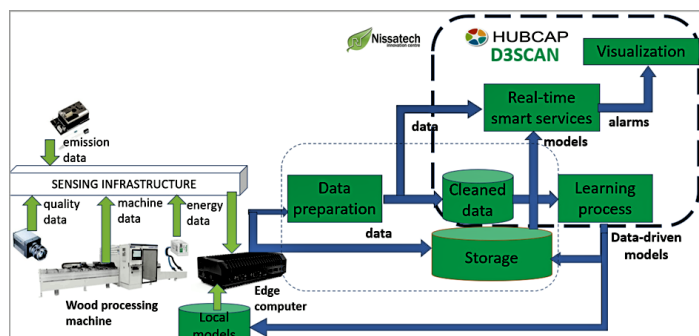 Nissatech
innovation centre
HUBCAP
D3SCAN
Visualization
Real-time
smart services
alarms
data
models
emission
data
SENSING INFRASTRUCTURE
quality
data
machine
data
energy
data
Data
preparation
data
Cleaned
data
Learning
process
Storage
Data-driven
models
Wood processing
machine
Edge
computer
Local
models